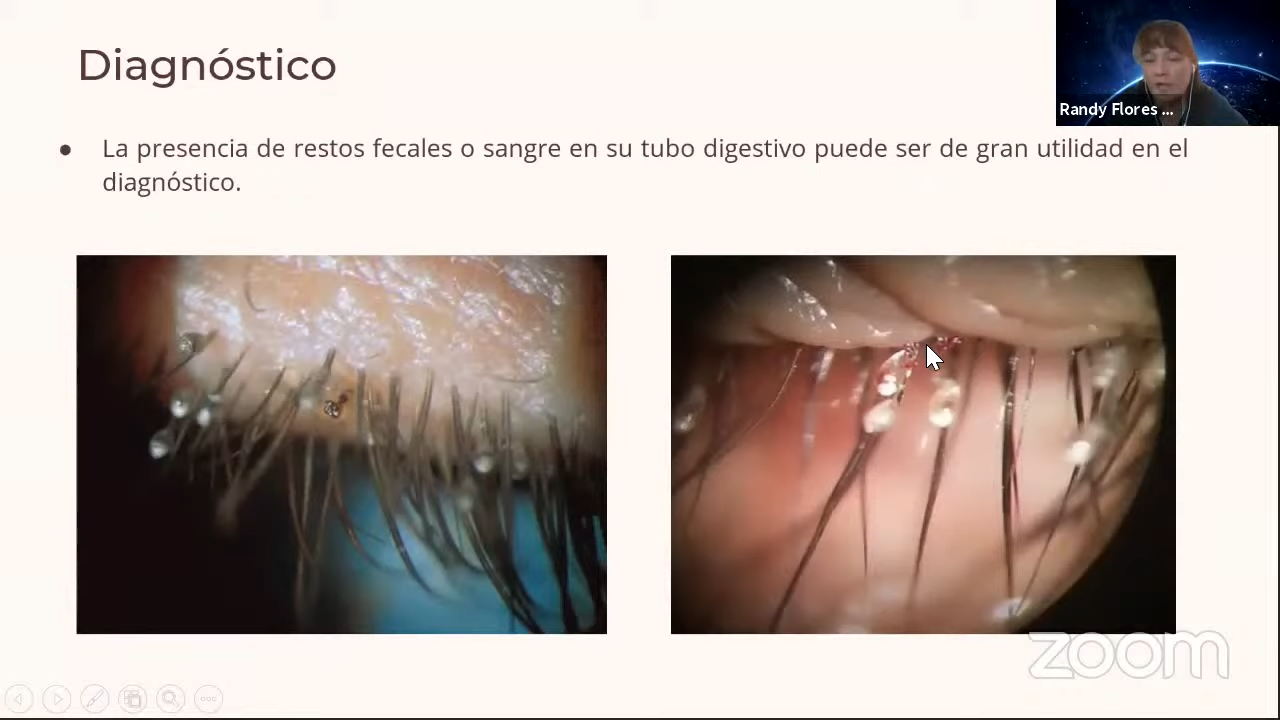 Diagnóstico
Randy Flores ...
● La presencia de restos fecales o sangre en su tubo digestivo puede ser de gran utilidad en el
diagnóstico.
zoom